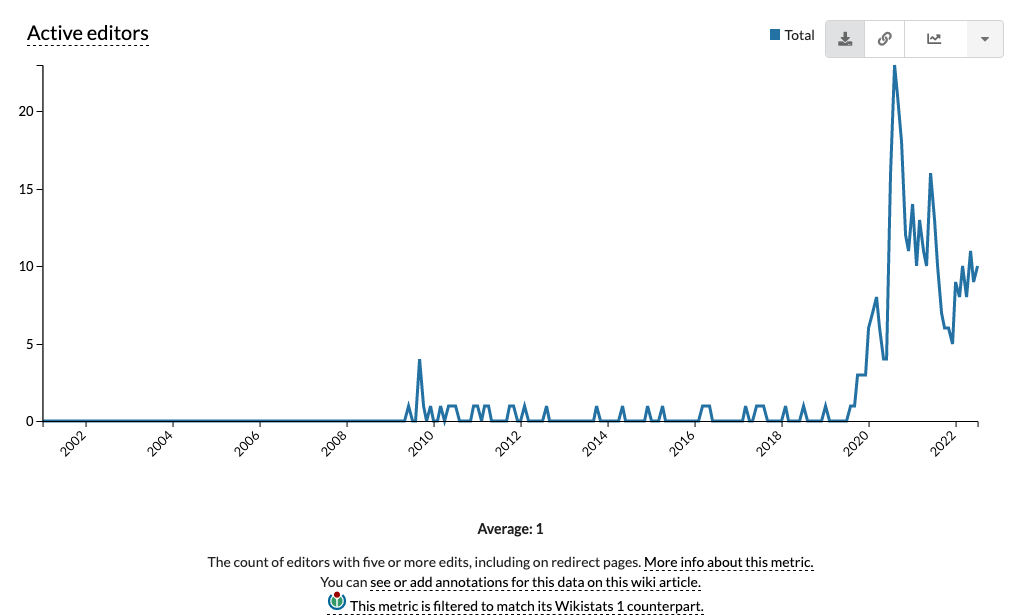 Active editors
Total
20
15
10
5
0
2002
2004
2006
2008
2010
2012
2014
2016
2018
2020
2022
Average: 1
The count of editors with five or more edits, including on redirect pages. More info about this metric.
You can see or add annotations for this data on this wiki article.
This metric is filtered to match its Wikistats 1 counterpart.